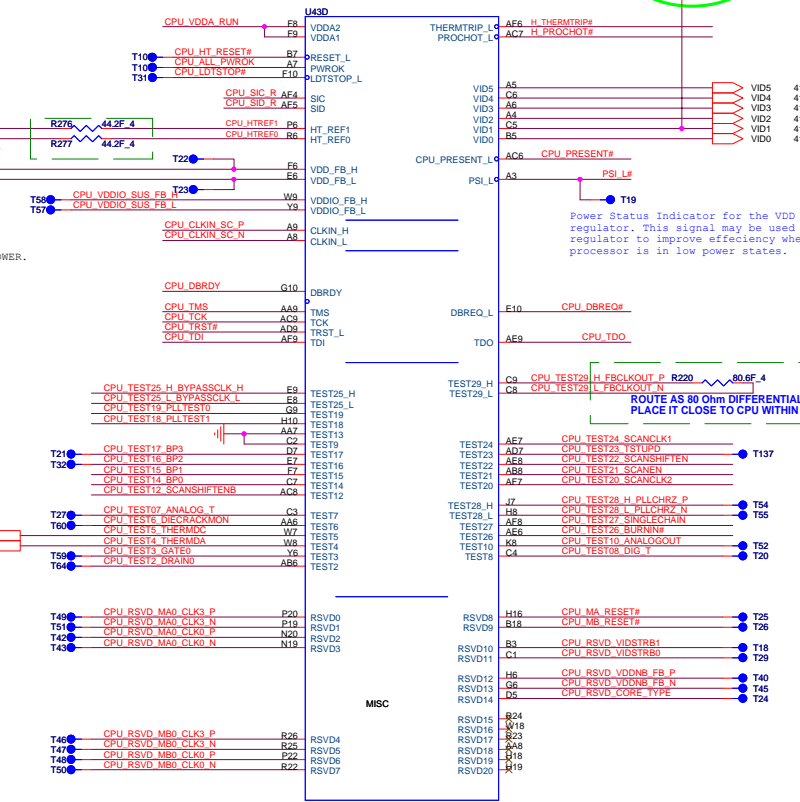 U43D
CPU_VDDA_RUN F8 VDDA2 THERMTRIP_L AF6 H_THERMTRIP#
F9 VDDA1 PROCHOT_L AC7 H_PROCHOT#
CPU_HT_RESET# B7 RESET_L
CPU_ALL_PWROK A7 PWROK
T31 CPU_LDTSTOP# F10 LDTSTOP_L
VID5 A5 VID5
CPU_SIC_R AF4 SIC VID4 C6 VID4
CPU_SID_R AF5 SID VID3 A6 VID3
VID2 A4 VID2
R276 44.2F_4 CPU_HTREF1 P6 HT_REF1 VID1 C5 VID1
R277 44.2F_4 CPU_HTREF0 R6 HT_REF0 VID0 B5 VID0
T22 CPU_PRESENT_L AC6 CPU_PRESENT#
F6 VDD_FB_H
E6 VDD_FB_L PSI_L A3 PSI_L#
T23
T58 CPU_VDDIO_SUS_FB_H W9 VDDIO_FB_H T19
T57 CPU_VDDIO_SUS_FB_L Y9 VDDIO_FB_L
Power Status Indicator for the VDD
regulator. This signal may be used
regulator to improve effeciency whe
processor is in low power states.
CPU_CLKIN_SC_P A9 CLKIN_H
CPU_CLKIN_SC_N A8 CLKIN_L
OWER.
CPU_DBRDY G10 DBRDY
CPU_TMS AA9 TMS DBREQ_L E10 CPU_DBREQ#
CPU_TCK AC9 TCK
CPU_TRST# AD9 TRST_L
CPU_TDI AF9 TDI TDO AE9 CPU_TDO
TEST29_H C9 CPU_TEST29_H_FBCLKOUT_P R220 80.6F_4
TEST29_L C8 CPU_TEST29_L_FBCLKOUT_N
ROUTE AS 80 Ohm DIFFERENTIAL
PLACE IT CLOSE TO CPU WITHIN
CPU_TEST25_H_BYPASSCLK_H E9 TEST25_H
CPU_TEST25_L_BYPASSCLK_L E8 TEST25_L
CPU_TEST19_PLLTEST0 G9 TEST19
CPU_TEST18_PLLTEST1 H10 TEST18
AA7 TEST13
C2 TEST9 TEST24 AE7 CPU_TEST24_SCANCLK1
T21 CPU_TEST17_BP3 D7 TEST17 TEST23 AD7 CPU_TEST23_TSTUPD T137
T32 CPU_TEST16_BP2 E7 TEST16 TEST22 AE8 CPU_TEST22_SCANSHIFTEN
CPU_TEST15_BP1 F7 TEST15 TEST21 AB8 CPU_TEST21_SCANEN
CPU_TEST14_BP0 C7 TEST14 TEST20 AF7 CPU_TEST20_SCANCLK2
CPU_TEST12_SCANSHIFTENB AC8 TEST12
TEST28_H J7 CPU_TEST28_H_PLLCHRZ_P T54
T27 CPU_TEST07_ANALOG_T C3 TEST7 TEST28_L H8 CPU_TEST28_L_PLLCHRZ_N T55
T60 CPU_TEST6_DIECRACKMON AA6 TEST6 TEST27 AF8 CPU_TEST27_SINGLECHAIN
CPU_TEST5_THERMDC W7 TEST5 TEST26 AE6 CPU_TEST26_BURNIN#
CPU_TEST4_THERMDA W8 TEST4 TEST10 K8 CPU_TEST10_ANALOGOUT T52
T59 CPU_TEST3_GATE0 Y6 TEST3 TEST8 C4 CPU_TEST08_DIG_T T20
T64 CPU_TEST2_DRAIN0 AB6 TEST2
T49 CPU_RSVD_MA0_CLK3_P P20 RSVD0 RSVD8 H16 CPU_MA_RESET# T25
T51 CPU_RSVD_MA0_CLK3_N P19 RSVD1 RSVD9 B18 CPU_MB_RESET# T26
T42 CPU_RSVD_MA0_CLK0_P N20 RSVD2
T43 CPU_RSVD_MA0_CLK0_N N19 RSVD3 RSVD10 B3 CPU_RSVD_VIDSTRB1 T18
RSVD11 C1 CPU_RSVD_VIDSTRB0 T29
RSVD12 H6 CPU_RSVD_VDDNB_FB_P T40
RSVD13 G6 CPU_RSVD_VDDNB_FB_N T45
RSVD14 D5 CPU_RSVD_CORE_TYPE T24
MISC
RSVD15
RSVD16 W18
RSVD17 R23
T46 CPU_RSVD_MB0_CLK3_P R26 RSVD4 RSVD18 AA8
T47 CPU_RSVD_MB0_CLK3_N R25 RSVD5 RSVD19 H18
T48 CPU_RSVD_MB0_CLK0_P P22 RSVD6 RSVD20 H19
T50 CPU_RSVD_MB0_CLK0_N R22 RSVD7